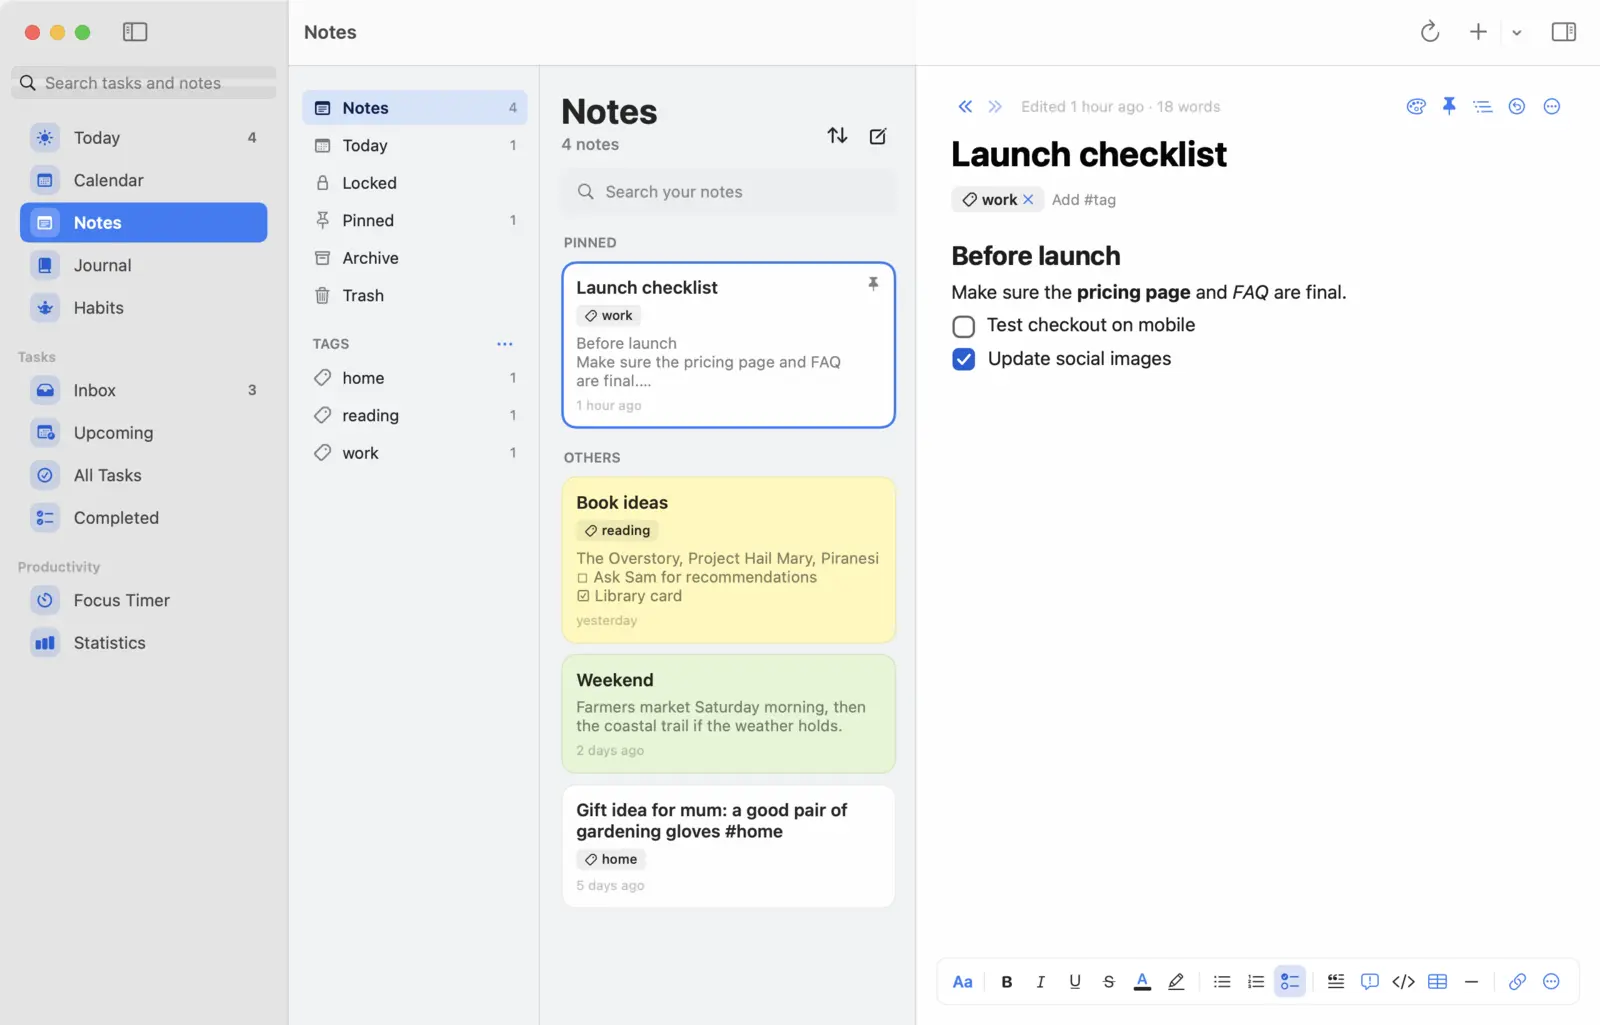 Notes
Search tasks and notes
Today 4
Calendar
Notes
Journal
Habits
Tasks
Inbox 3
Upcoming
All Tasks
Completed
Productivity
Focus Timer
Statistics
Notes 4
Today 1
Locked
Pinned 1
Archive
Trash
TAGS
home 1
reading 1
work 1
Notes
4 notes
Search your notes
PINNED
Launch checklist
work
Before launch
Make sure the pricing page and FAQ
are final....
1 hour ago
OTHERS
Book ideas
reading
The Overstory, Project Hail Mary, Piranesi
☐ Ask Sam for recommendations
☑ Library card
yesterday
Weekend
Farmers market Saturday morning, then
the coastal trail if the weather holds.
2 days ago
Gift idea for mum: a good pair of
gardening gloves #home
home
5 days ago
Edited 1 hour ago · 18 words
Launch checklist
work Add #tag
Before launch
Make sure the pricing page and FAQ are final.
Test checkout on mobile
Update social images
Aa B I U S A </>